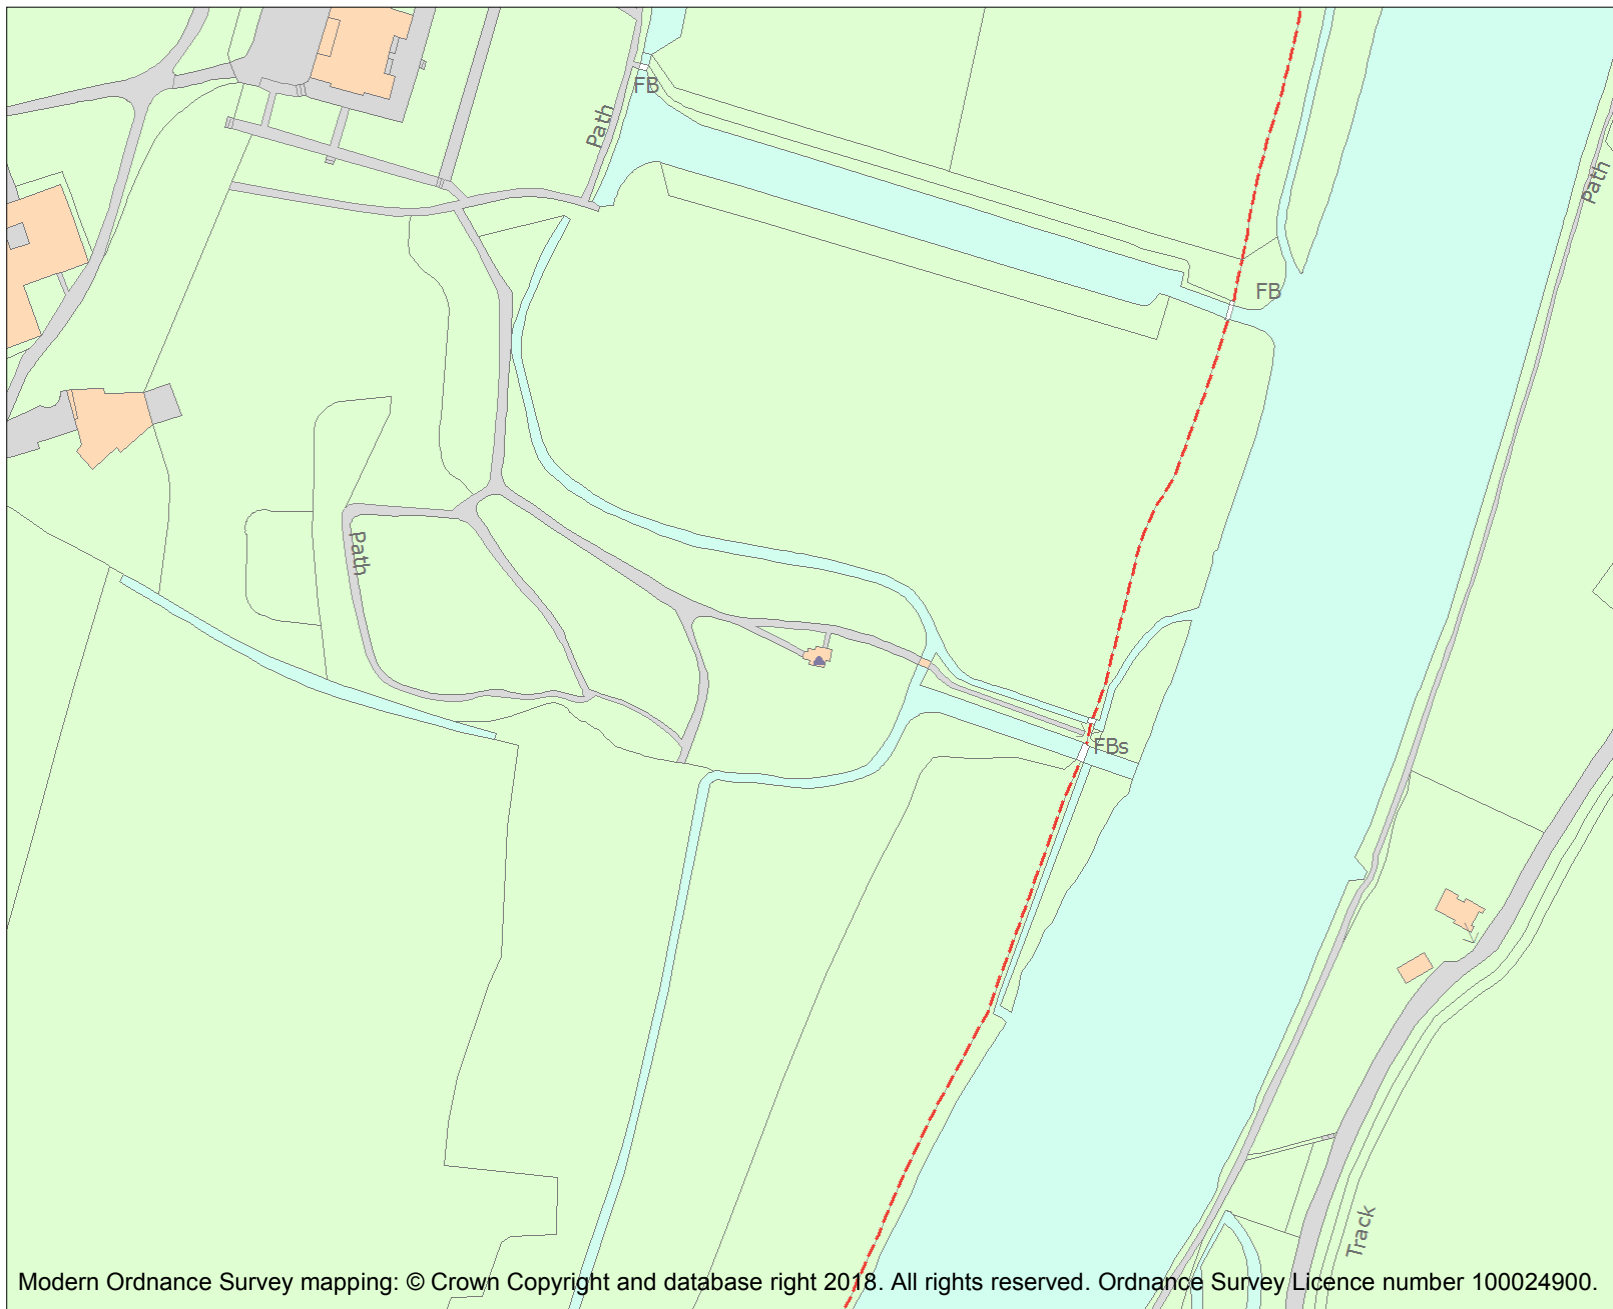 FB
Path
Path
FB
Path
FBs
Track
Modern Ordnance Survey mapping: © Crown Copyright and database right 2018. All rights reserved. Ordnance Survey Licence number 100024900.